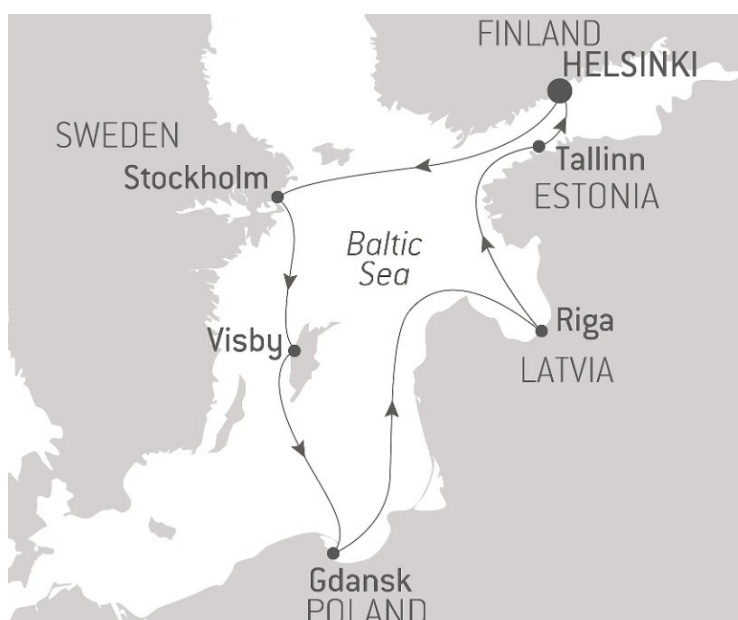 FINLAND
HELSINKI
SWEDEN
Tallinn
Stockholm
ESTONIA
Baltic
Sea
Riga
Visby
LATVIA
Gdansk
POLAND